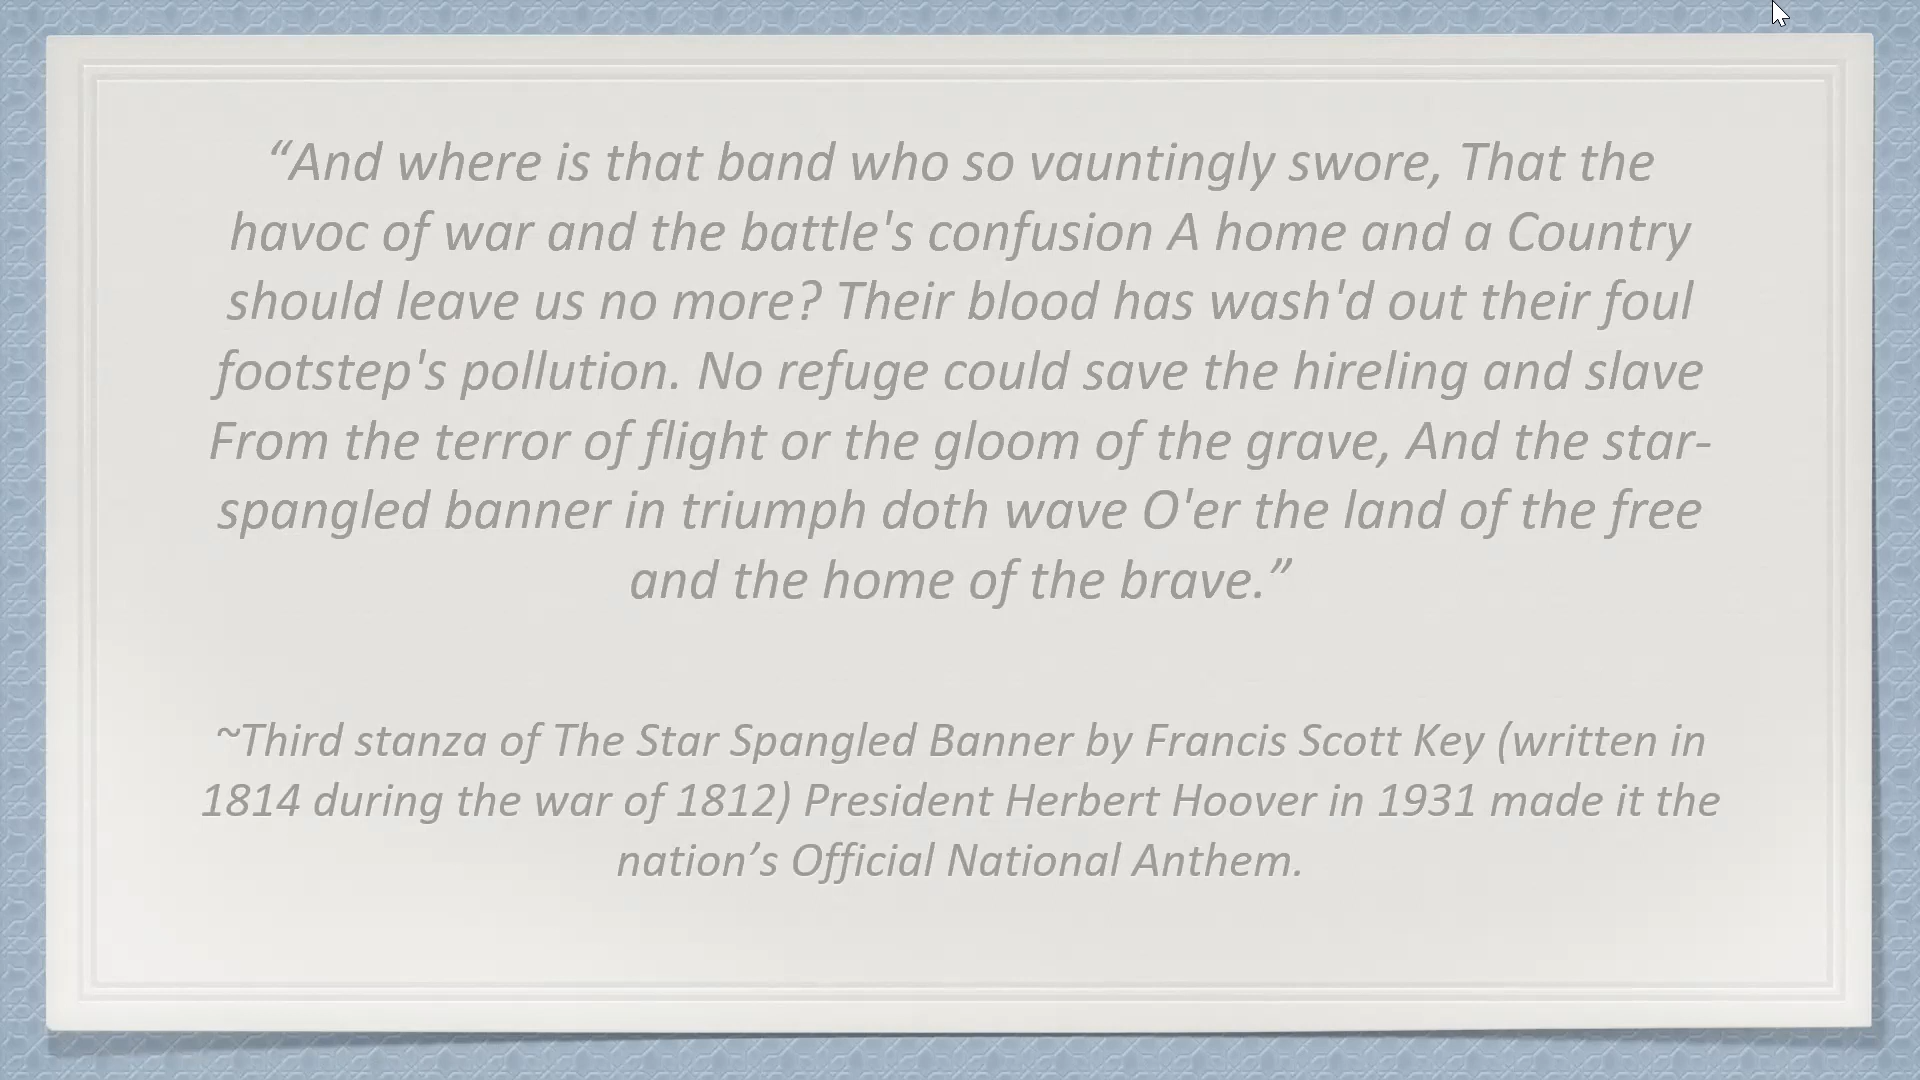 “And where is that band who so vauntingly swore, That the
havoc of war and the battle's confusion A home and a Country
should leave us no more? Their blood has wash'd out their foul
footstep's pollution. No refuge could save the hireling and slave
From the terror of flight or the gloom of the grave, And the star-
spangled banner in triumph doth wave O'er the land of the free
and the home of the brave.”
~Third stanza of The Star Spangled Banner by Francis Scott Key (written in
1814 during the war of 1812) President Herbert Hoover in 1931 made it the
nation’s Official National Anthem.